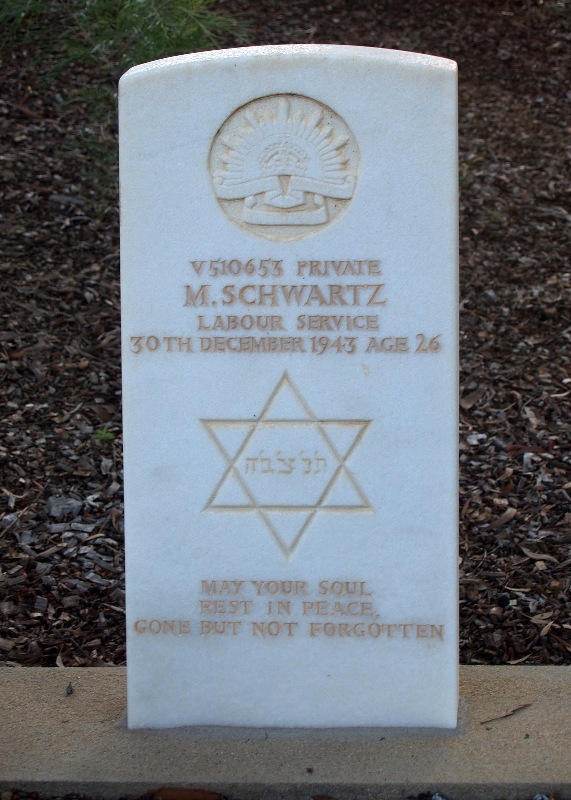 V510653 PRIVATE
M. SCHWARTZ
LABOUR SERVICE
30TH DECEMBER 1943 AGE 26
ת'נ'צ'ב'ה
MAY YOUR SOUL
REST IN PEACE,
GONE BUT NOT FORGOTTEN